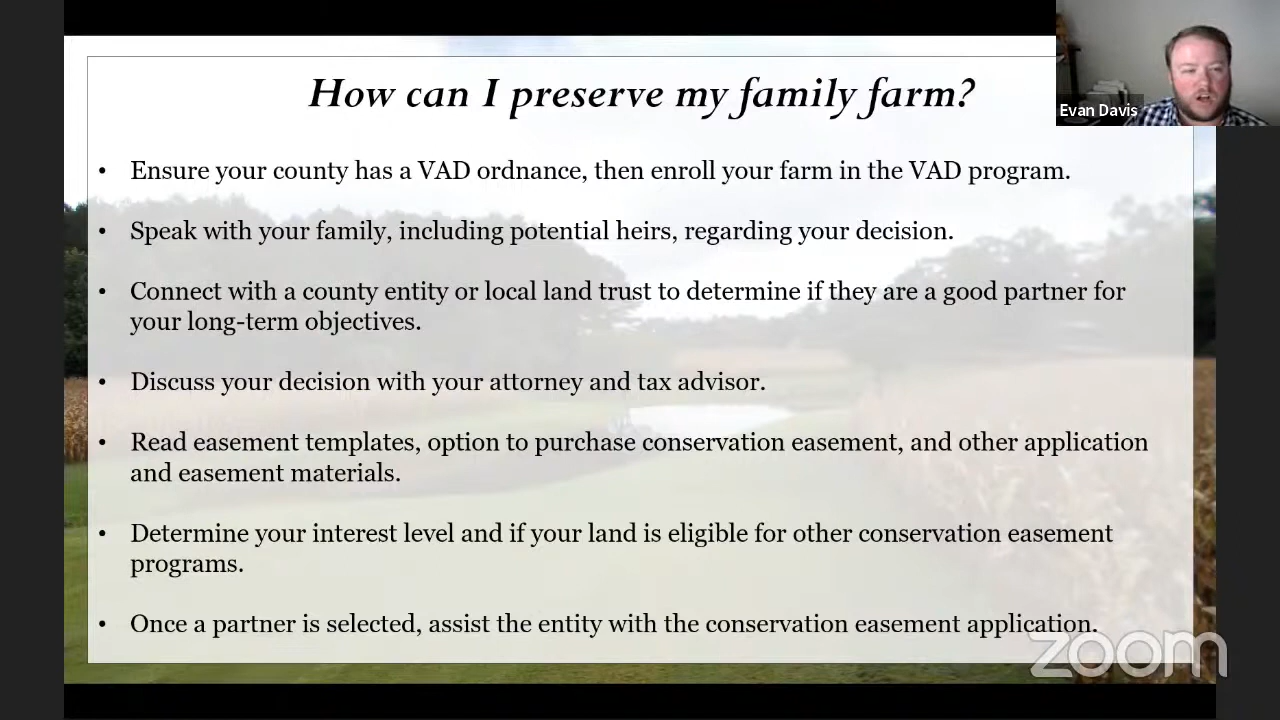 How can I preserve my family farm?
Evan Davis
• Ensure your county has a VAD ordnance, then enroll your farm in the VAD program.
• Speak with your family, including potential heirs, regarding your decision.
• Connect with a county entity or local land trust to determine if they are a good partner for
your long-term objectives.
• Discuss your decision with your attorney and tax advisor.
• Read easement templates, option to purchase conservation easement, and other application
and easement materials.
• Determine your interest level and if your land is eligible for other conservation easement
programs.
• Once a partner is selected, assist the entity with the conservation easement application.
zoom